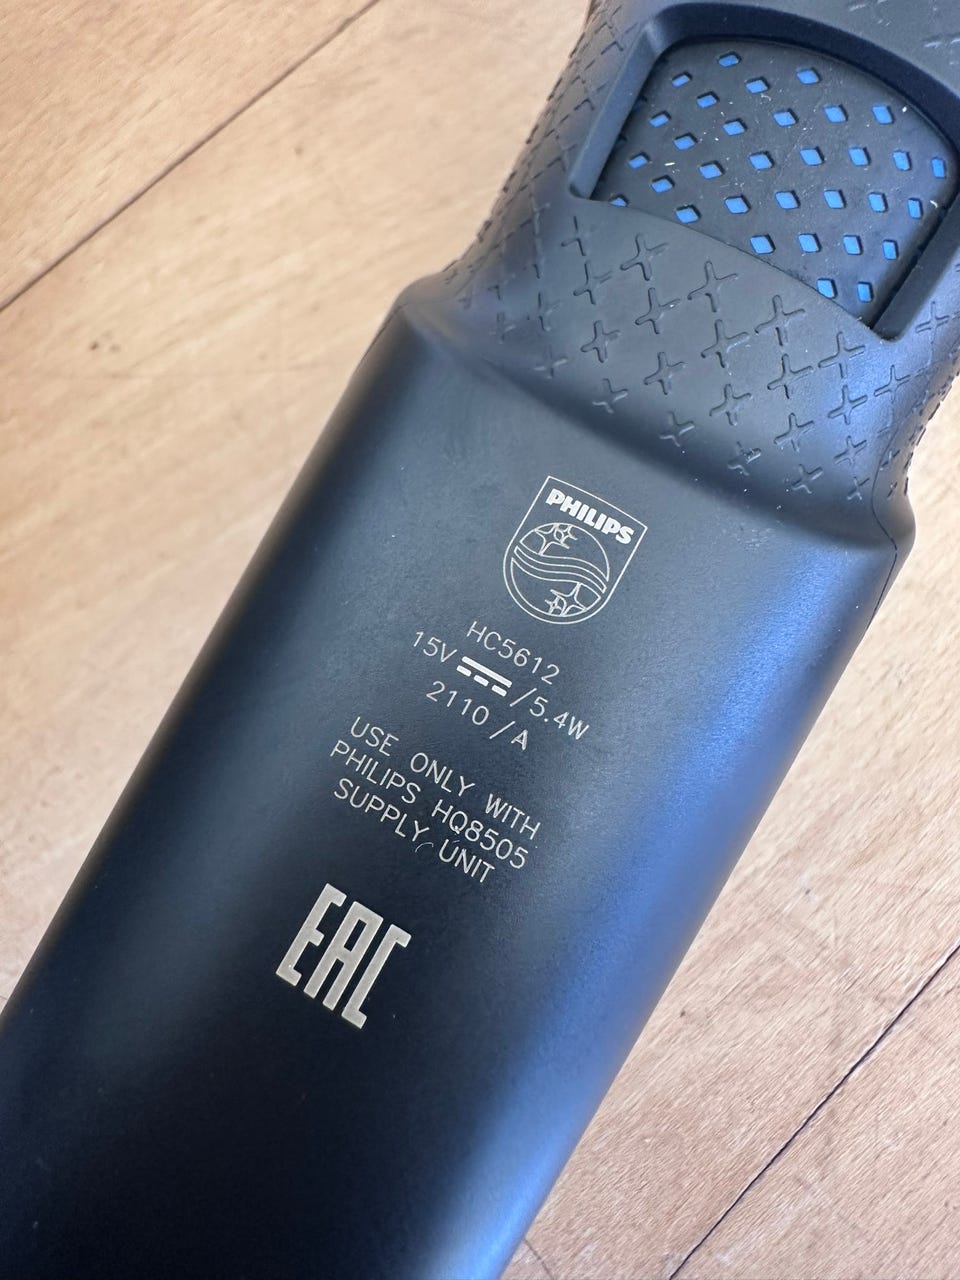 PHILIPS
HC5612
15V ⎓ /5.4W
2110 /A
USE ONLY WITH
PHILIPS HQ8505
SUPPLY UNIT
EAC